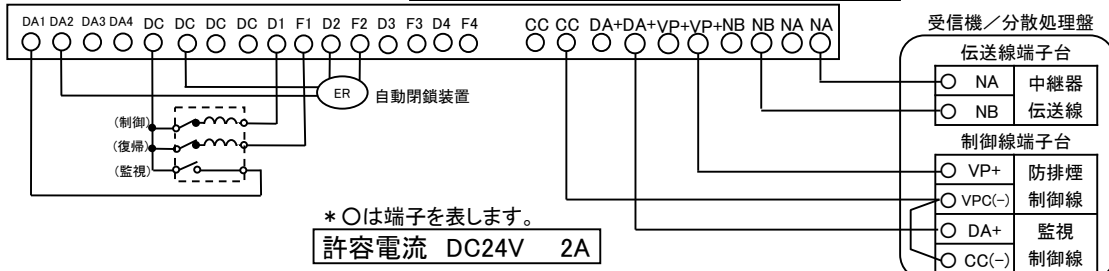 DA1 DA2 DA3 DA4 DC DC DC DC D1 F1 D2 F2 D3 F3 D4 F4 CC CC DA+ DA+ VP+ VP+ NB NB NA NA
受信機／分散処理盤
伝送線端子台
NA 中継器
NB 伝送線
制御線端子台
VP+ 防排煙
VPC(-) 制御線
DA+ 監視
CC(-) 制御線
ER 自動閉鎖装置
(制御)
(復帰)
(監視)
*○は端子を表します。
許容電流 DC24V 2A